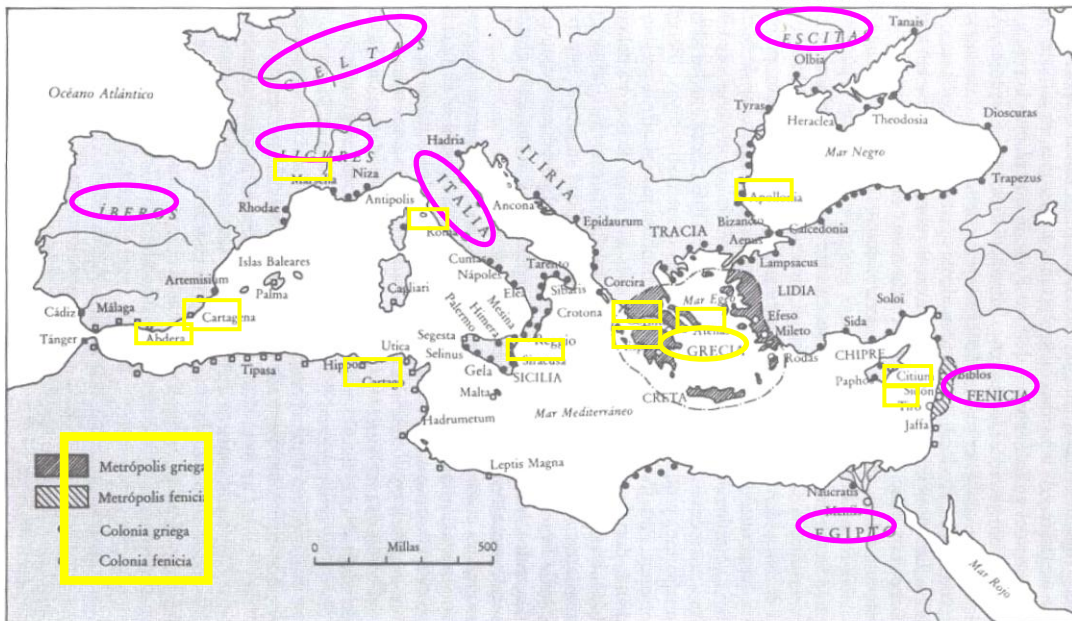 ESCITAS
Tanais
CELTAS
Olbia
Océano Atlántico
Tyras
Heraclea
Theodosia
Dioscuras
LIGURES
Hadria
Mar Negro
Marsella
Niza
ILIRIA
Trapezus
ITALIA
Antipolis
Apollonia
ÍBEROS
Rhodae
Ancona
Epidaurum
Bizancio
Calcedonia
Roma
TRACIA
Aenus
Islas Baleares
Cumas
Tarento
Lampsacus
Artemisium
Nápoles
Palma
Cagliari
Elea
Sibaris
Corcira
Mar Egeo
LIDIA
Soloi
Málaga
Cartagena
Mesina
Himera
Palermo
Crotona
Efeso
Cádiz
Abdera
Segesta
Reggio
Atenas
Mileto
Sida
Tánger
Utica
Selinus
Siracusa
GRECIA
Rodas
CHIPRE
Tipasa
Hippo
Cartago
Gela
SICILIA
Papho
Citium
Biblos
Malta
CRETA
Sidón
FENICIA
Mar Mediterráneo
Tiro
Hadrumetum
Jaffa
Leptis Magna
Metrópolis griega
Metrópolis fenicia
Naucratis
Menfis
Colonia griega
EGIPTO
0 Millas 500
Colonia fenicia
Mar Rojo